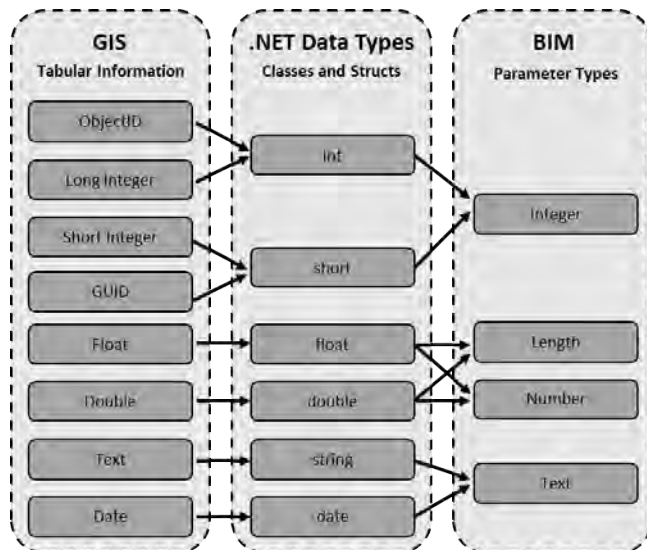 GIS
Tabular Information
ObjectID
Long Integer
Short Integer
GUID
Float
Double
Text
Date
.NET Data Types
Classes and Structs
int
short
float
double
string
date
BIM
Parameter Types
Integer
Length
Number
Text